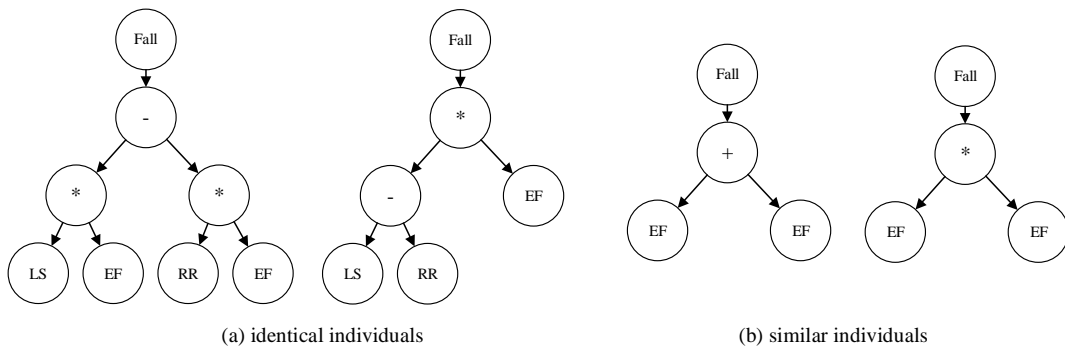 Fall
-
*
*
LS
EF
RR
EF
Fall
*
-
EF
LS
RR
(a) identical individuals
Fall
+
EF
EF
Fall
*
EF
EF
(b) similar individuals